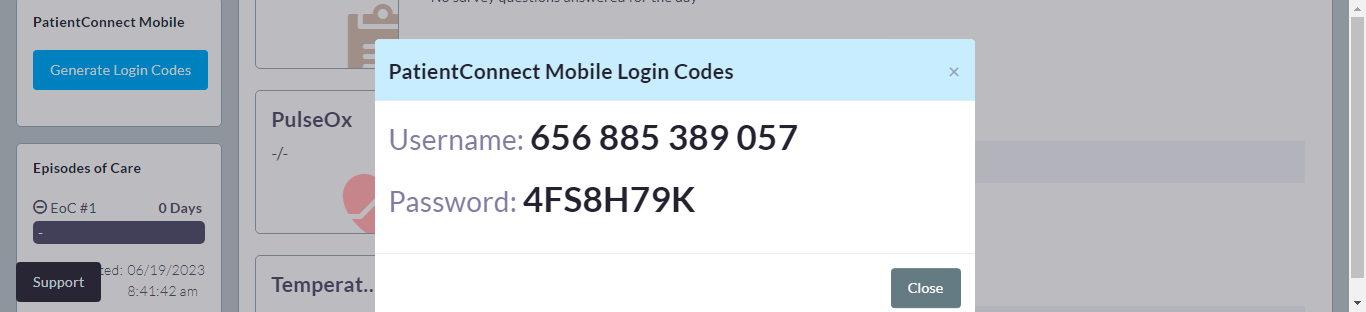 No survey questions answered for the day
PatientConnect Mobile
Generate Login Codes
PatientConnect Mobile Login Codes
×
Username: 656 885 389 057
Password: 4FS8H79K
Close
PulseOx
-/-
Episodes of Care
EoC #1 0 Days
-
06/19/2023
8:41:42 am
Support
Temperat...